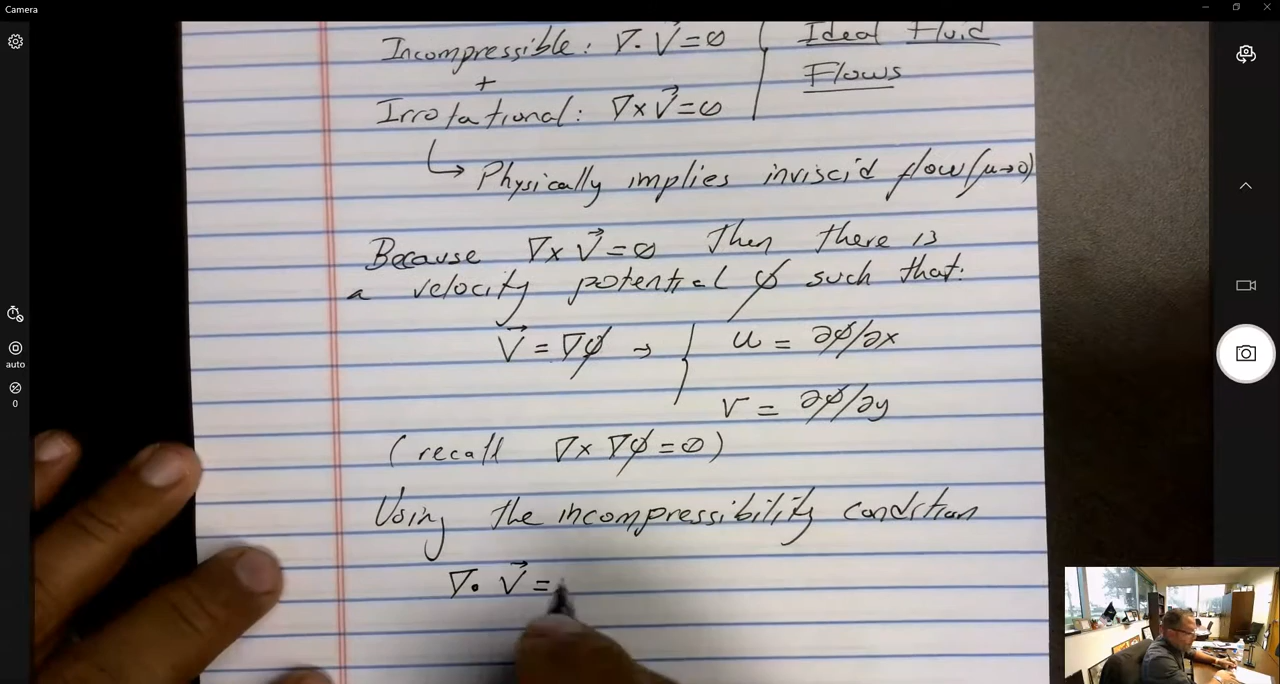 Camera
Incompressible: ∇· V⃗ = 0 Ideal Fluid
+ Flows
Irrotational: ∇× V⃗ = 0
↳ Physically implies inviscid flow (μ→0)
Because ∇× V⃗ = 0 Then there is
a velocity potential ϕ such that:
V⃗ = ∇ϕ → { u = ∂ϕ/∂x
v = ∂ϕ/∂y
(recall ∇× ∇ϕ = 0)
Using the incompressibility condition
∇· V⃗ =
auto
0